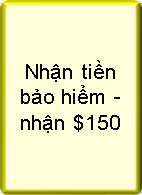 Nhận tiền
bảo hiểm -
nhận $150